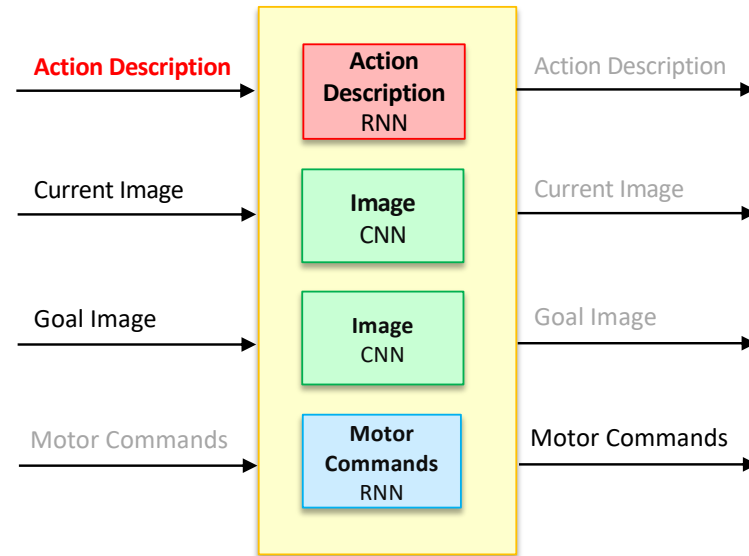 Action Description
Action
Description
RNN
Action Description
Current Image
Image
CNN
Current Image
Goal Image
Image
CNN
Goal Image
Motor Commands
Motor
Commands
RNN
Motor Commands